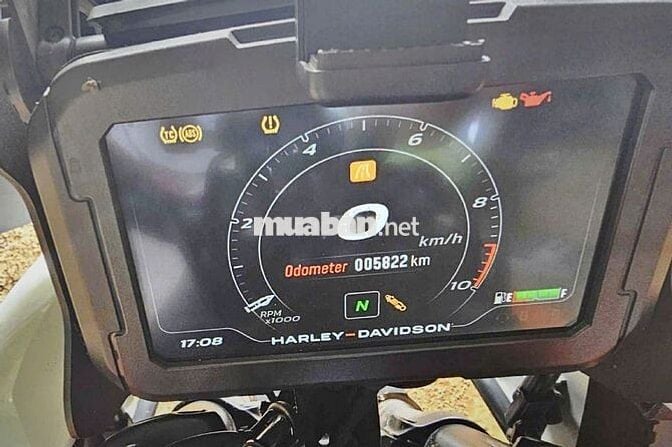 TC ABS
4 6
2 8
0
muaban.net
km/h
Odometer 005822 km
10
RPM
x1000
N
E F
17:08
HARLEY-DAVIDSON